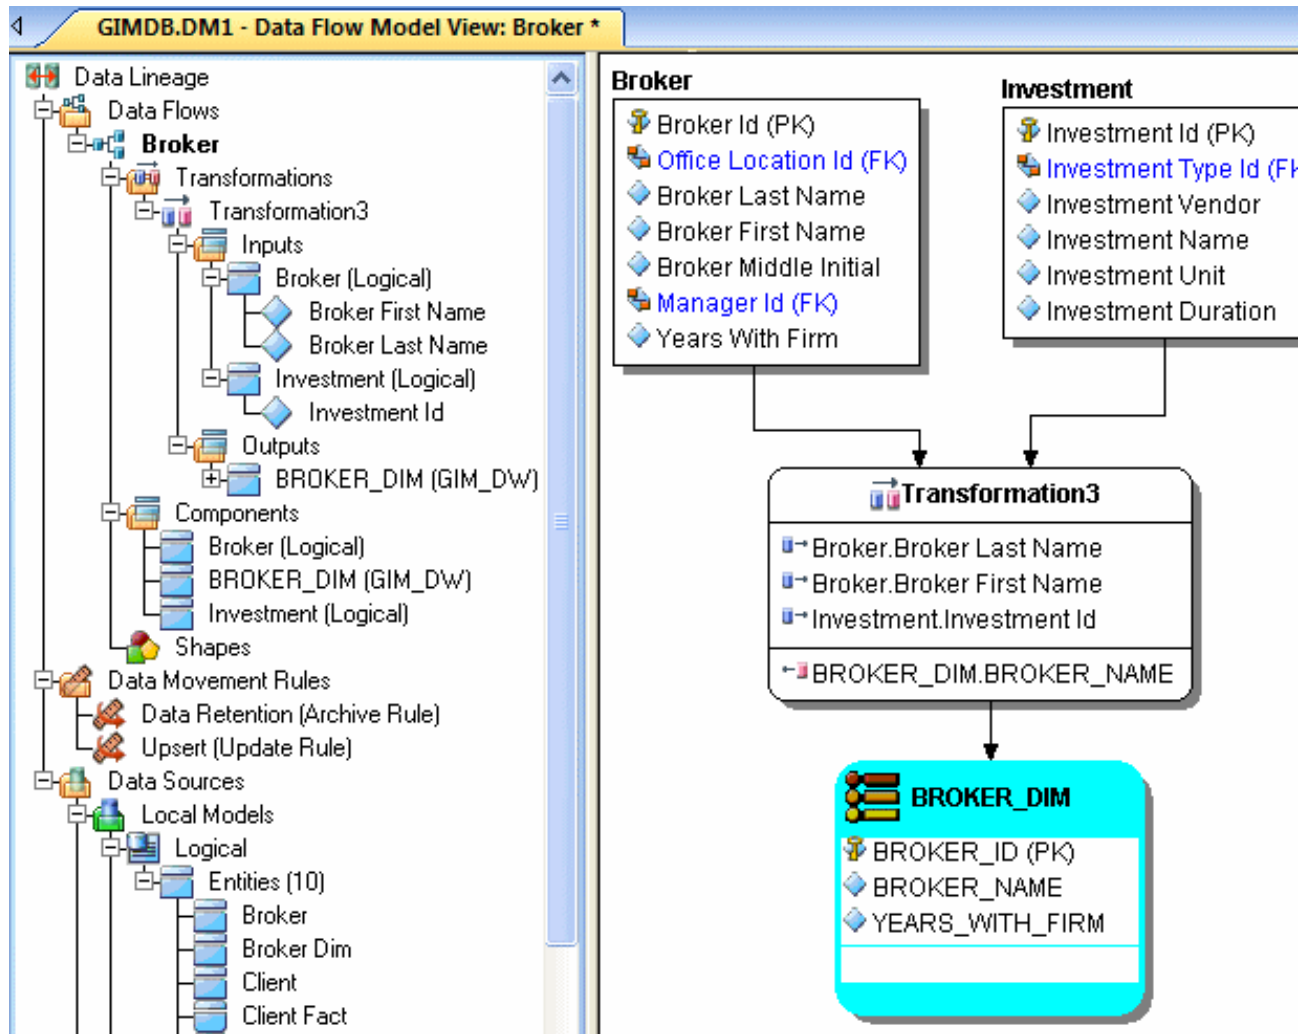 GIMDB.DM1 - Data Flow Model View: Broker *
Data Lineage
Data Flows
Broker
Transformations
Transformation3
Inputs
Broker (Logical)
Broker First Name
Broker Last Name
Investment (Logical)
Investment Id
Outputs
BROKER_DIM (GIM_DW)
Components
Broker (Logical)
BROKER_DIM (GIM_DW)
Investment (Logical)
Shapes
Data Movement Rules
Data Retention (Archive Rule)
Upsert (Update Rule)
Data Sources
Local Models
Logical
Entities (10)
Broker
Broker Dim
Client
Client Fact
Broker
Broker Id (PK)
Office Location Id (FK)
Broker Last Name
Broker First Name
Broker Middle Initial
Manager Id (FK)
Years With Firm
Investment
Investment Id (PK)
Investment Type Id (FK
Investment Vendor
Investment Name
Investment Unit
Investment Duration
Transformation3
Broker.Broker Last Name
Broker.Broker First Name
Investment.Investment Id
BROKER_DIM.BROKER_NAME
BROKER_DIM
BROKER_ID (PK)
BROKER_NAME
YEARS_WITH_FIRM